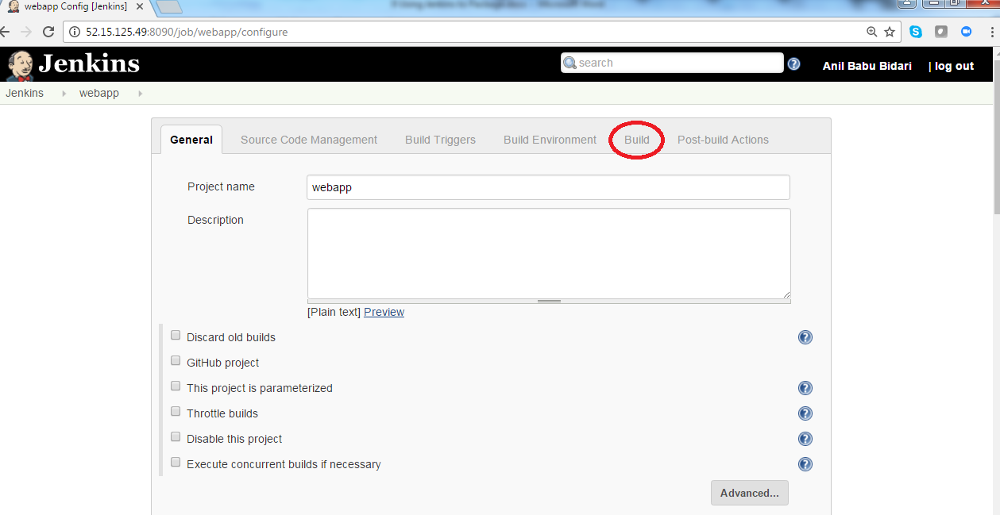 webapp Config [Jenkins]
52.15.125.49:8090/job/webapp/configure
Jenkins
search
Anil Babu Bidari | log out
Jenkins webapp
General Source Code Management Build Triggers Build Environment Build Post-build Actions
Project name webapp
Description
[Plain text] Preview
Discard old builds
GitHub project
This project is parameterized
Throttle builds
Disable this project
Execute concurrent builds if necessary
Advanced...